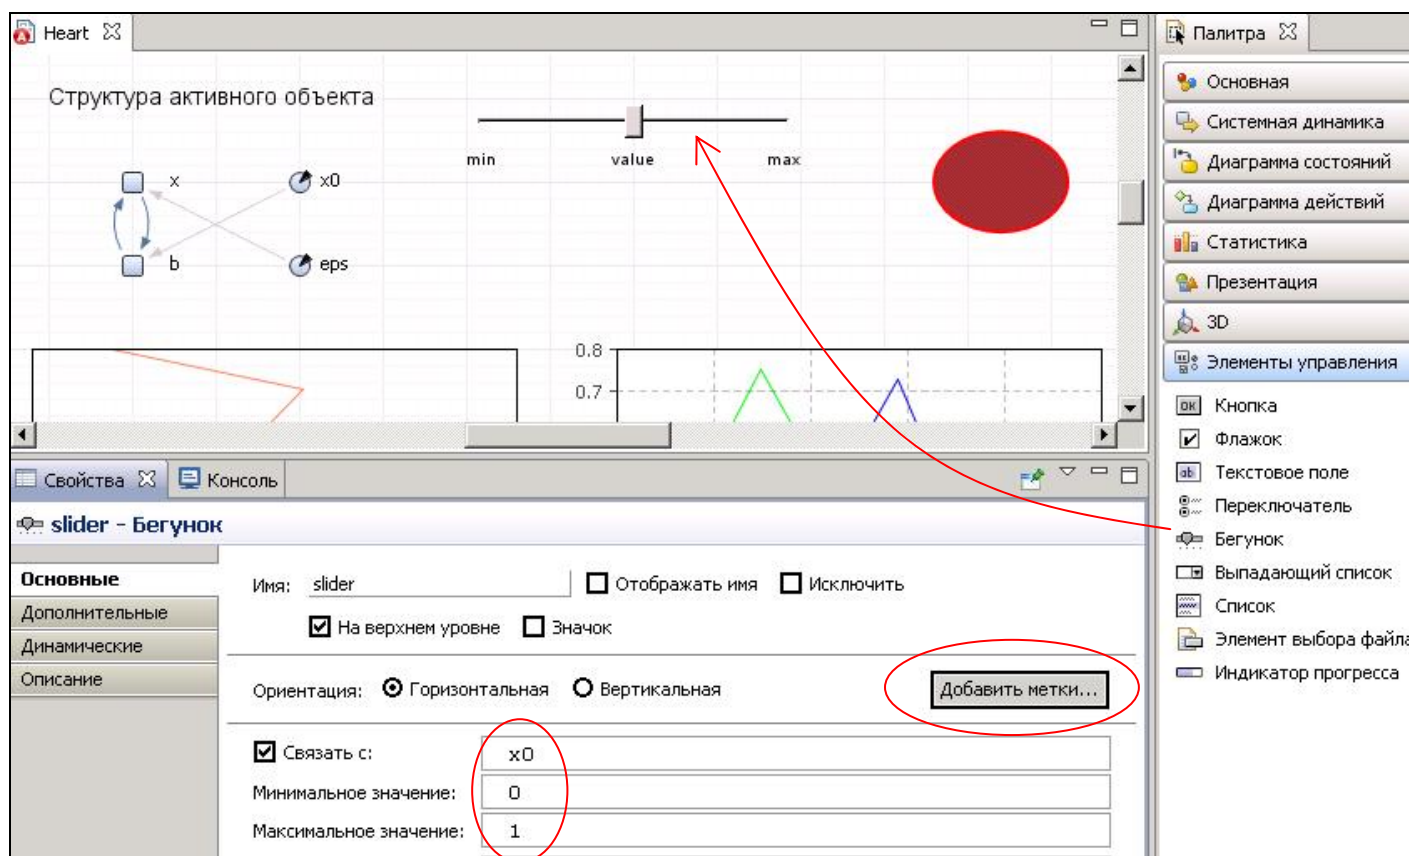 Heart
Структура активного объекта
min value max
x
x0
b
eps
0.8
0.7
Свойства
Консоль
slider - Бегунок
Основные
Дополнительные
Динамические
Описание
Имя: slider
Отображать имя
Исключить
На верхнем уровне
Значок
Ориентация:
Горизонтальная
Вертикальная
Добавить метки...
Связать с: x0
Минимальное значение: 0
Максимальное значение: 1
Палитра
Основная
Системная динамика
Диаграмма состояний
Диаграмма действий
Статистика
Презентация
3D
Элементы управления
OK Кнопка
Флажок
ab Текстовое поле
Переключатель
Бегунок
Выпадающий список
Список
Элемент выбора файла
Индикатор прогресса